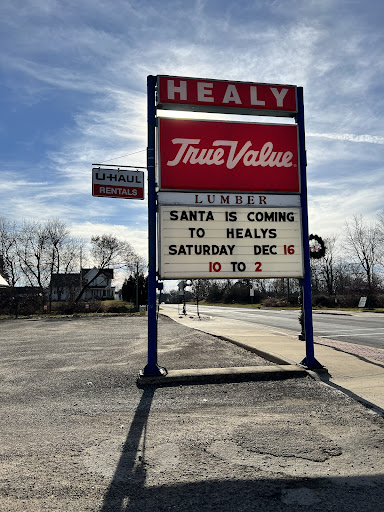 HEALY
True Value.
LUMBER
U-HAUL
RENTALS
SANTA IS COMING
TO HEALYS
SATURDAY DEC 16
10 TO 2